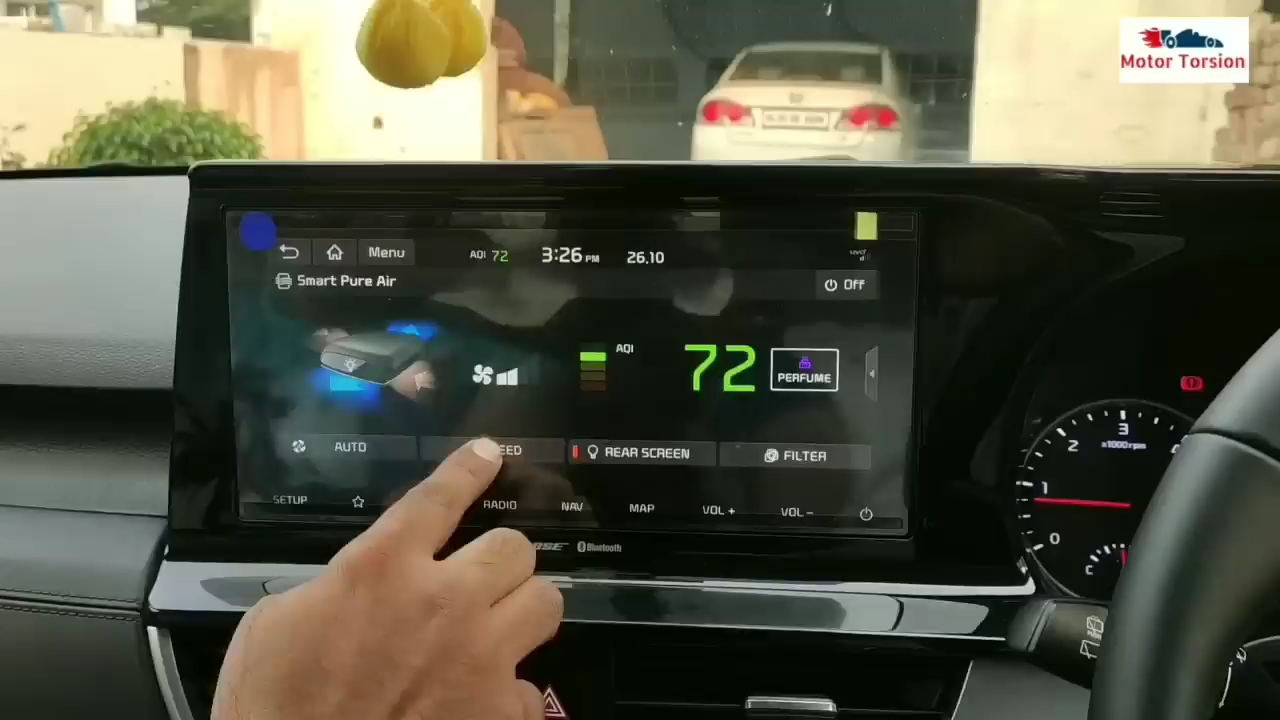 Motor Torsion
Menu
AQI 72
3:26 PM
26.10
Smart Pure Air
Off
AQI
72
PERFUME
AUTO
REAR SCREEN
FILTER
SETUP
RADIO
NAV
MAP
VOL +
VOL -
Bluetooth
3
2
x1000rpm
1
0
C
PUSH